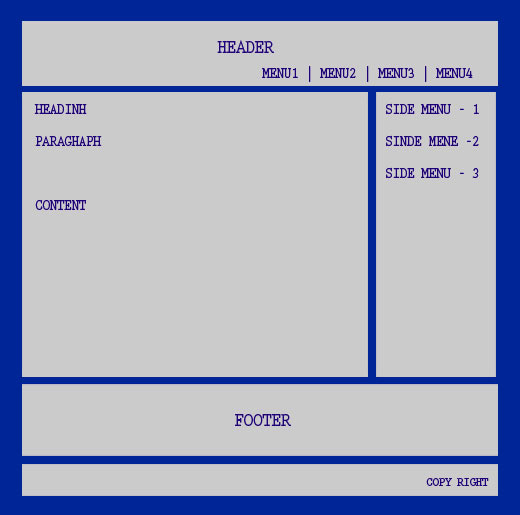 HEADER
MENU1 | MENU2 | MENU3 | MENU4
HEADINH
PARAGHAPH
CONTENT
SIDE MENU - 1
SINDE MENE -2
SIDE MENU - 3
FOOTER
COPY RIGHT